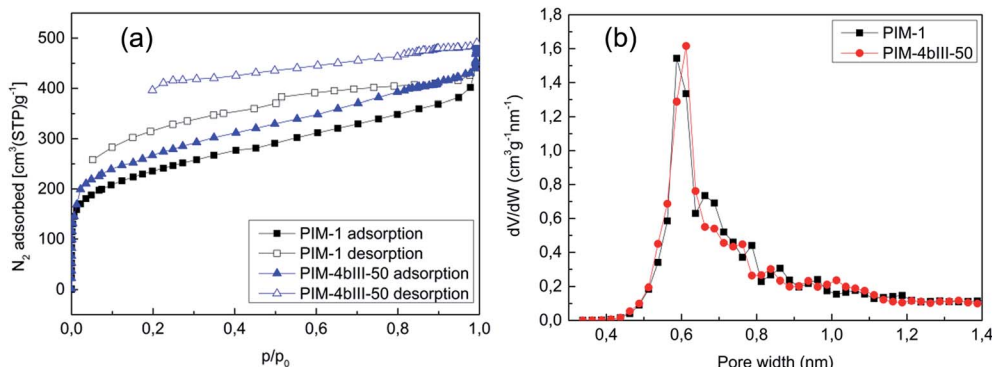 (a)
N₂ adsorbed [cm³(STP)g⁻¹]
500
400
300
200
100
0
PIM-1 adsorption
PIM-1 desorption
PIM-4bIII-50 adsorption
PIM-4bIII-50 desorption
0,0 0,2 0,4 0,6 0,8 1,0
p/p₀
(b)
PIM-1
PIM-4bIII-50
dV/dW (cm³g⁻¹nm⁻¹)
1,8
1,6
1,4
1,2
1,0
0,8
0,6
0,4
0,2
0,0
0,4 0,6 0,8 1,0 1,2 1,4
Pore width (nm)